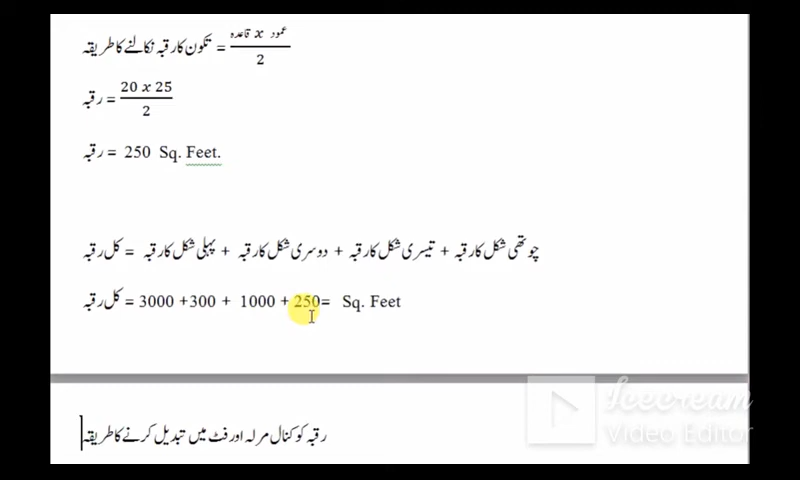 تکون کا رقبہ نکالنے کا طریقہ = عمود x قاعدہ / 2
رقبہ = 20 x 25 / 2
رقبہ = 250 Sq. Feet.
کل رقبہ = پہلی شکل کا رقبہ + دوسری شکل کا رقبہ + تیسری شکل کا رقبہ + چوتھی شکل کا رقبہ
کل رقبہ = 3000 +300 + 1000 + 250= Sq. Feet
رقبہ کو کنال مرلہ اور فٹ میں تبدیل کرنے کا طریقہ
Icecream
Video Editor